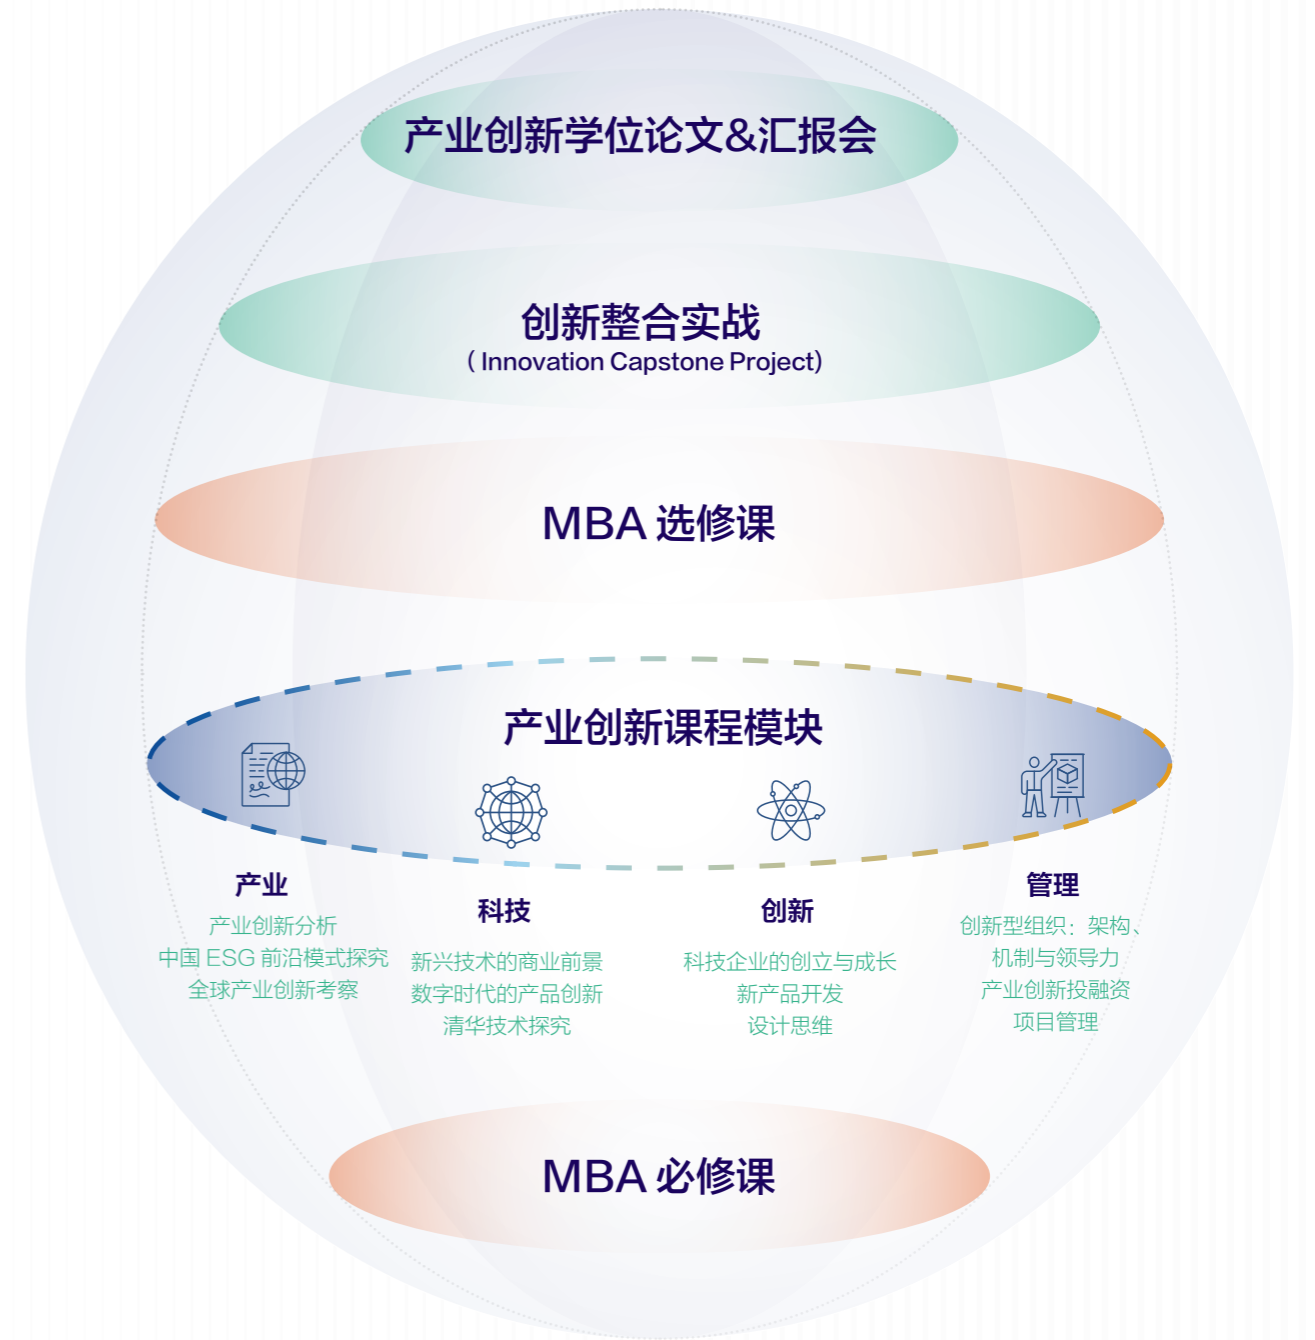 产业创新学位论文&汇报会
创新整合实战
( Innovation Capstone Project)
MBA 选修课
产业创新课程模块
产业
产业创新分析
中国 ESG 前沿模式探究
全球产业创新考察
科技
新兴技术的商业前景
数字时代的产品创新
清华技术探究
创新
科技企业的创立与成长
新产品开发
设计思维
管理
创新型组织：架构、
机制与领导力
产业创新投融资
项目管理
MBA 必修课